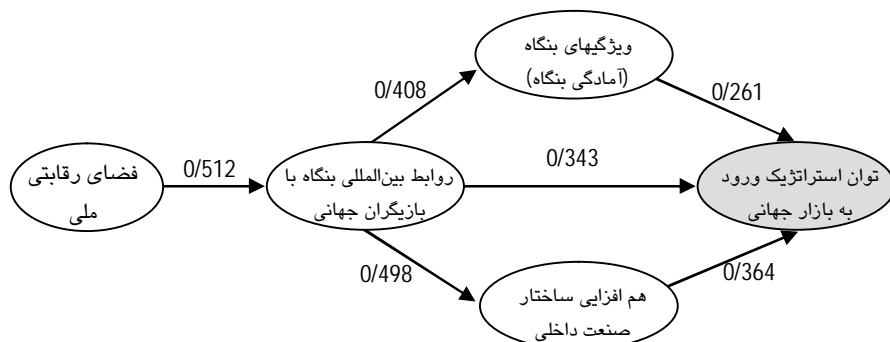 ویژگیهای بنگاه
(آمادگی بنگاه)
0/408
0/261
فضای رقابتی
ملی
0/512
روابط بین‌المللی بنگاه با
بازیگران جهانی
0/343
توان استراتژیک ورود
به بازار جهانی
0/498
0/364
هم افزایی ساختار
صنعت داخلی